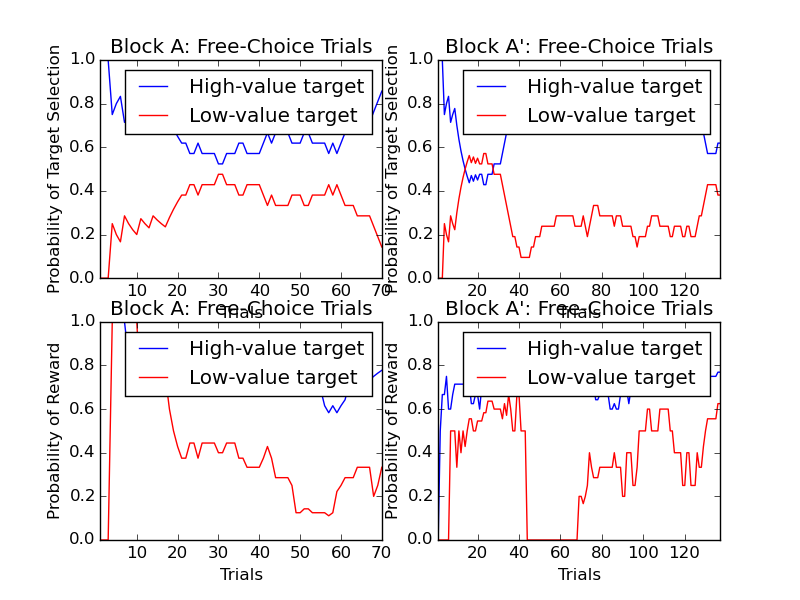 Block A: Free-Choice Trials
Probability of Target Selection
1.0
0.8
0.6
0.4
0.2
0.0
High-value target
Low-value target
10 20 30 40 50 60 70
Trials
Block A': Free-Choice Trials
Probability of Target Selection
1.0
0.8
0.6
0.4
0.2
0.0
High-value target
Low-value target
20 40 60 80 100 120
Trials
Block A: Free-Choice Trials
Probability of Reward
1.0
0.8
0.6
0.4
0.2
0.0
High-value target
Low-value target
10 20 30 40 50 60 70
Trials
Block A': Free-Choice Trials
Probability of Reward
1.0
0.8
0.6
0.4
0.2
0.0
High-value target
Low-value target
20 40 60 80 100 120
Trials